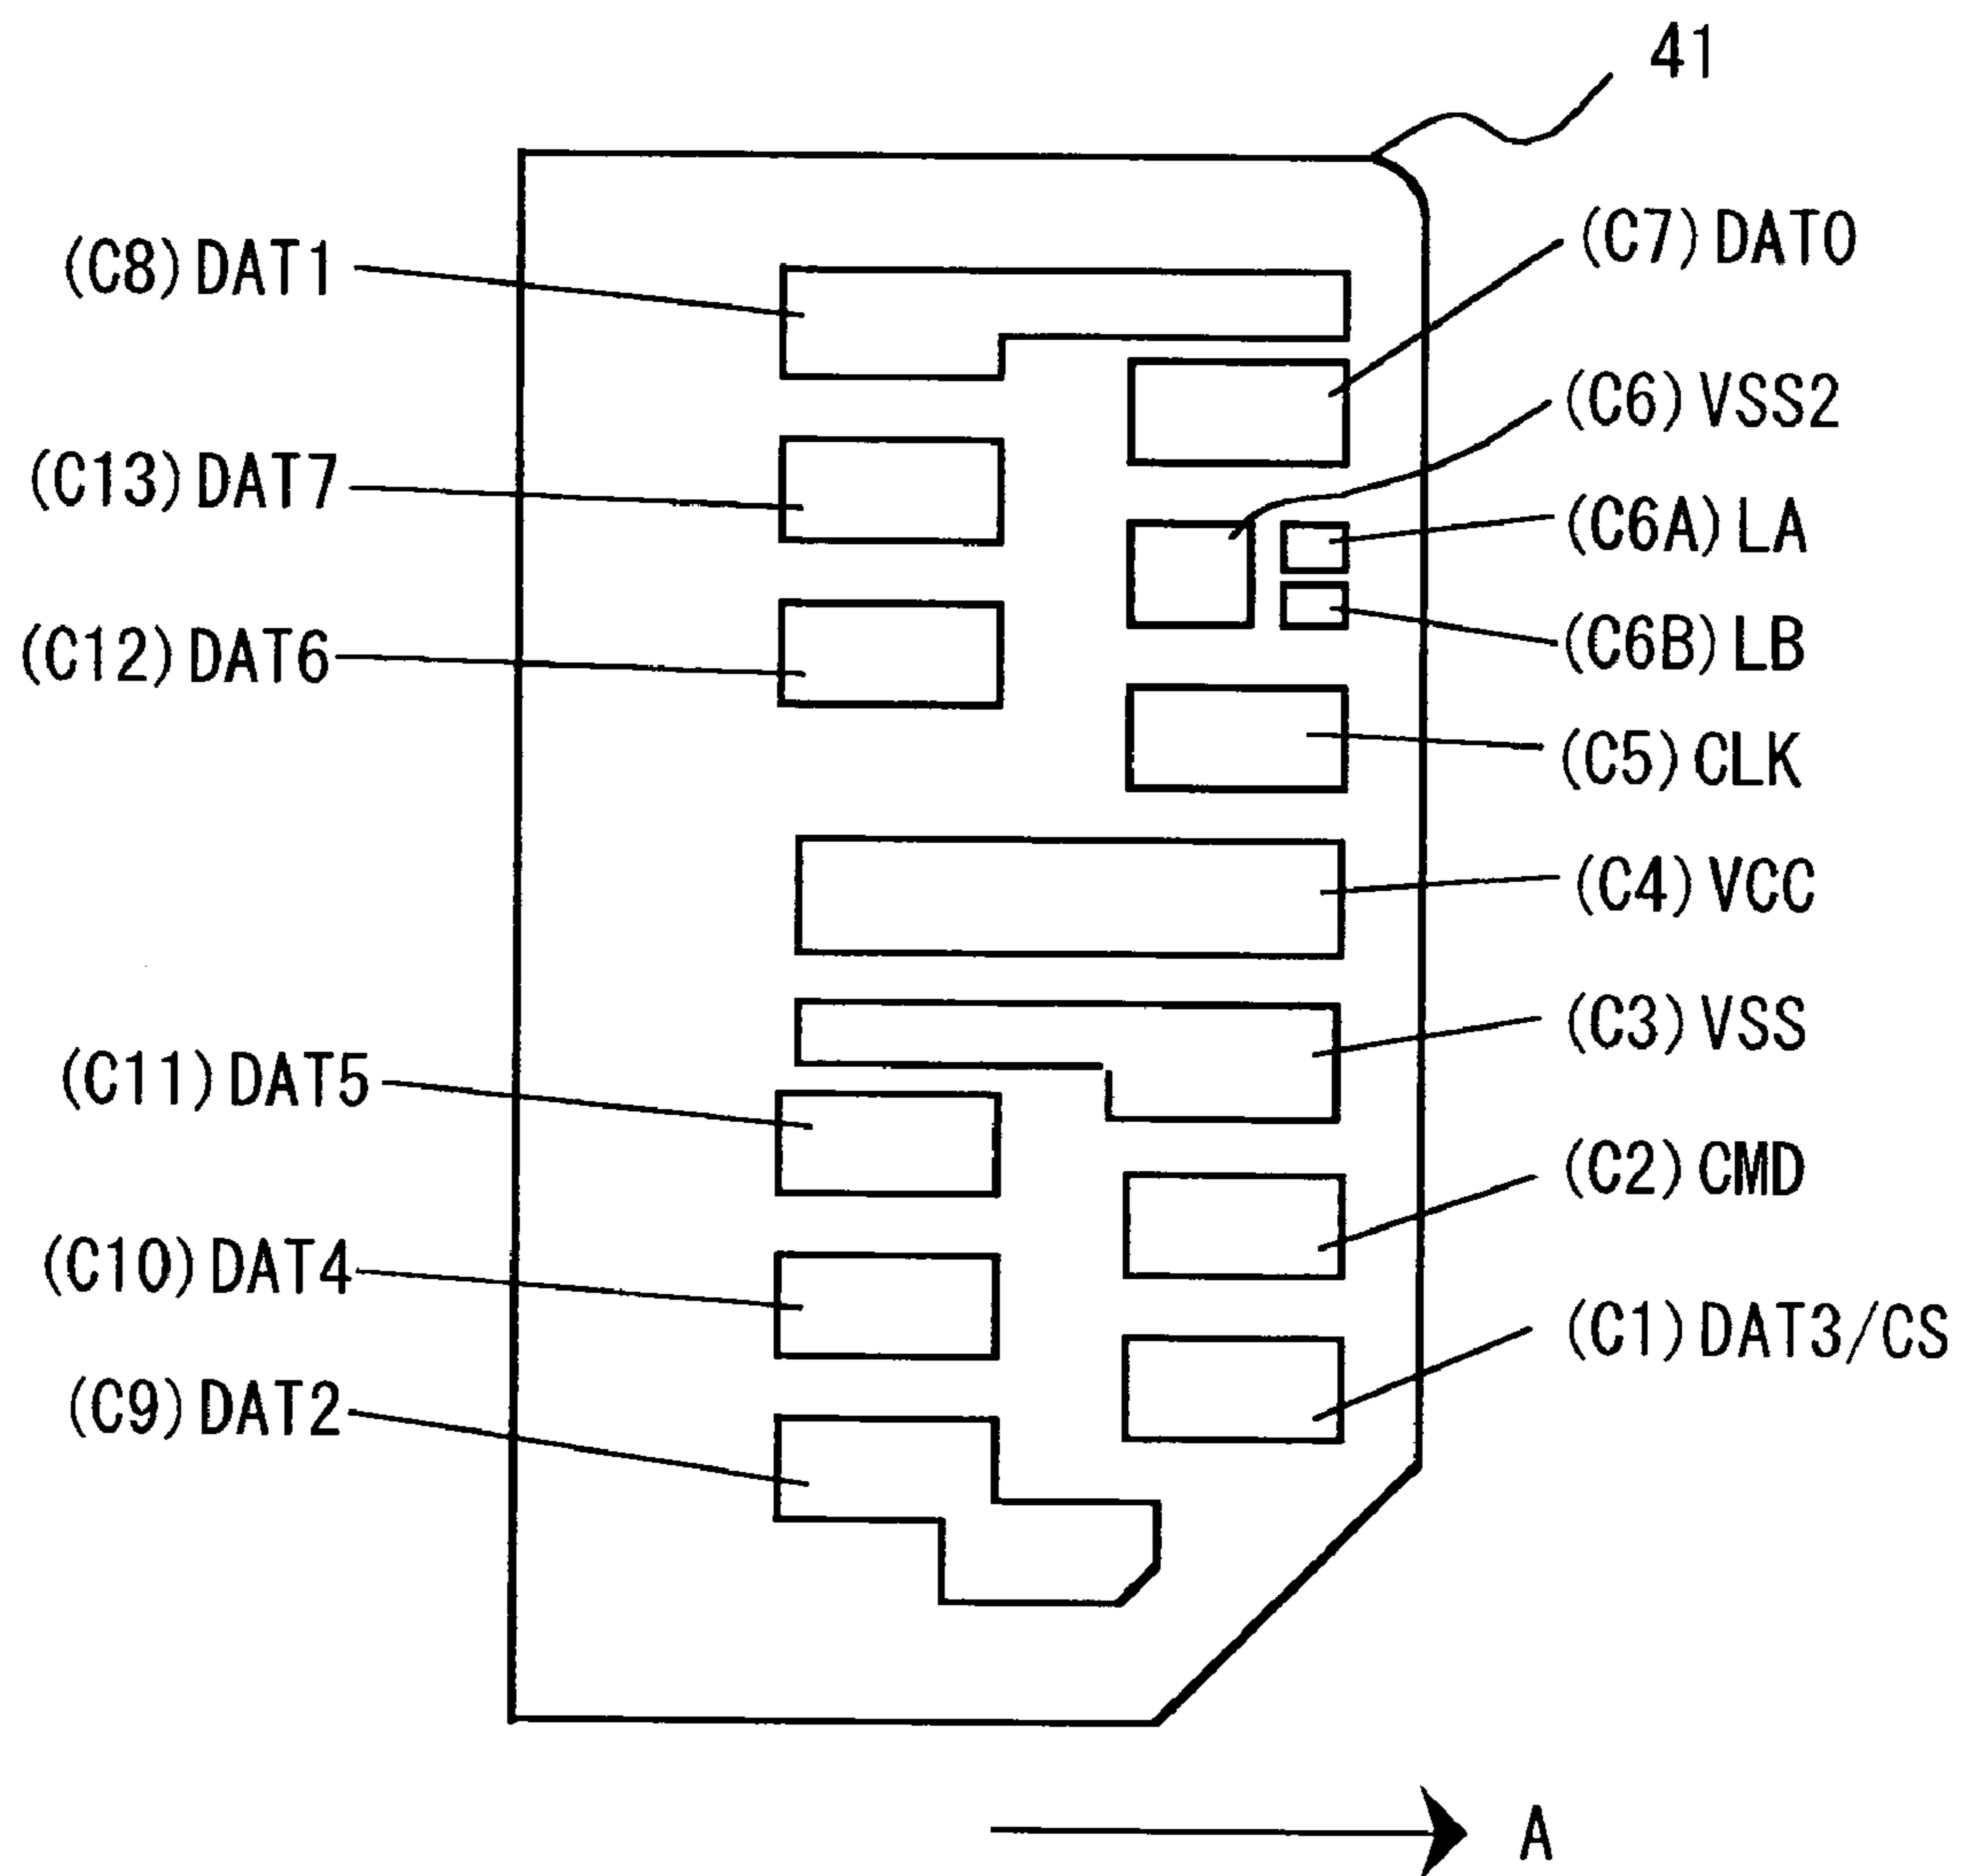 41
(C8)DAT1
(C7)DAT0
(C6)VSS2
(C13)DAT7
(C6A)LA
(C12)DAT6
(C6B)LB
(C5)CLK
(C4)VCC
(C3)VSS
(C11)DAT5
(C2)CMD
(C10)DAT4
(C1)DAT3/CS
(C9)DAT2
A